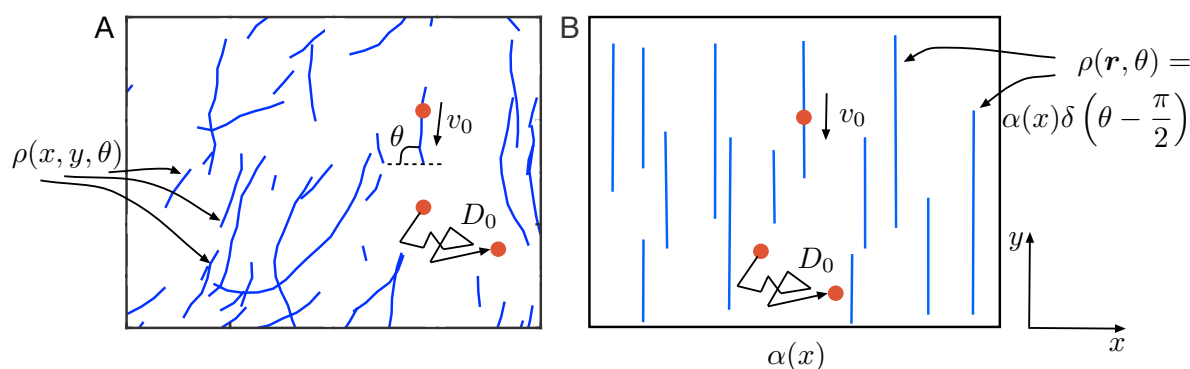 A
ρ(x, y, θ)
θ
v₀
D₀
B
v₀
D₀
α(x)
ρ(r, θ) =
α(x)δ(θ − π/2)
y
x